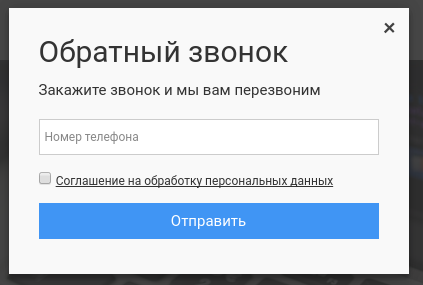 Обратный звонок
Закажите звонок и мы вам перезвоним
Номер телефона
Соглашение на обработку персональных данных
Отправить